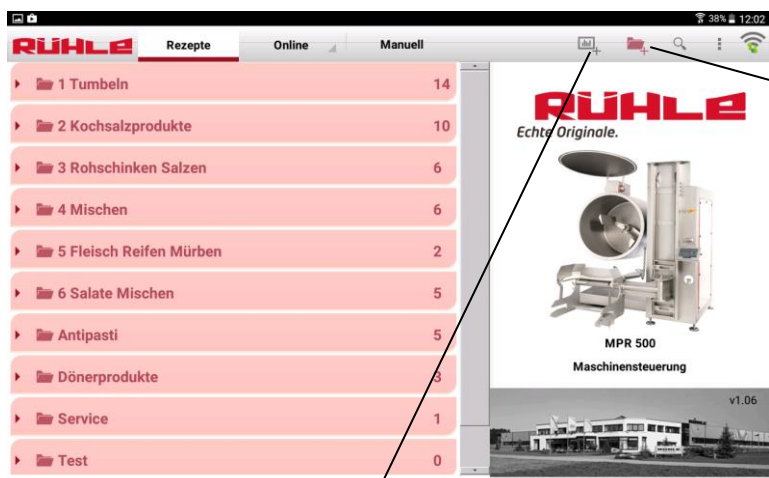 38% 12:02
RÜHLE Rezepte Online Manuell
1 Tumbeln 14
2 Kochsalzprodukte 10
3 Rohschinken Salzen 6
4 Mischen 6
5 Fleisch Reifen Mürben 2
6 Salate Mischen 5
Antipasti 5
Dönerprodukte 3
Service 1
Test 0
RÜHLE
Echte Originale.
MPR 500
Maschinensteuerung
v1.06